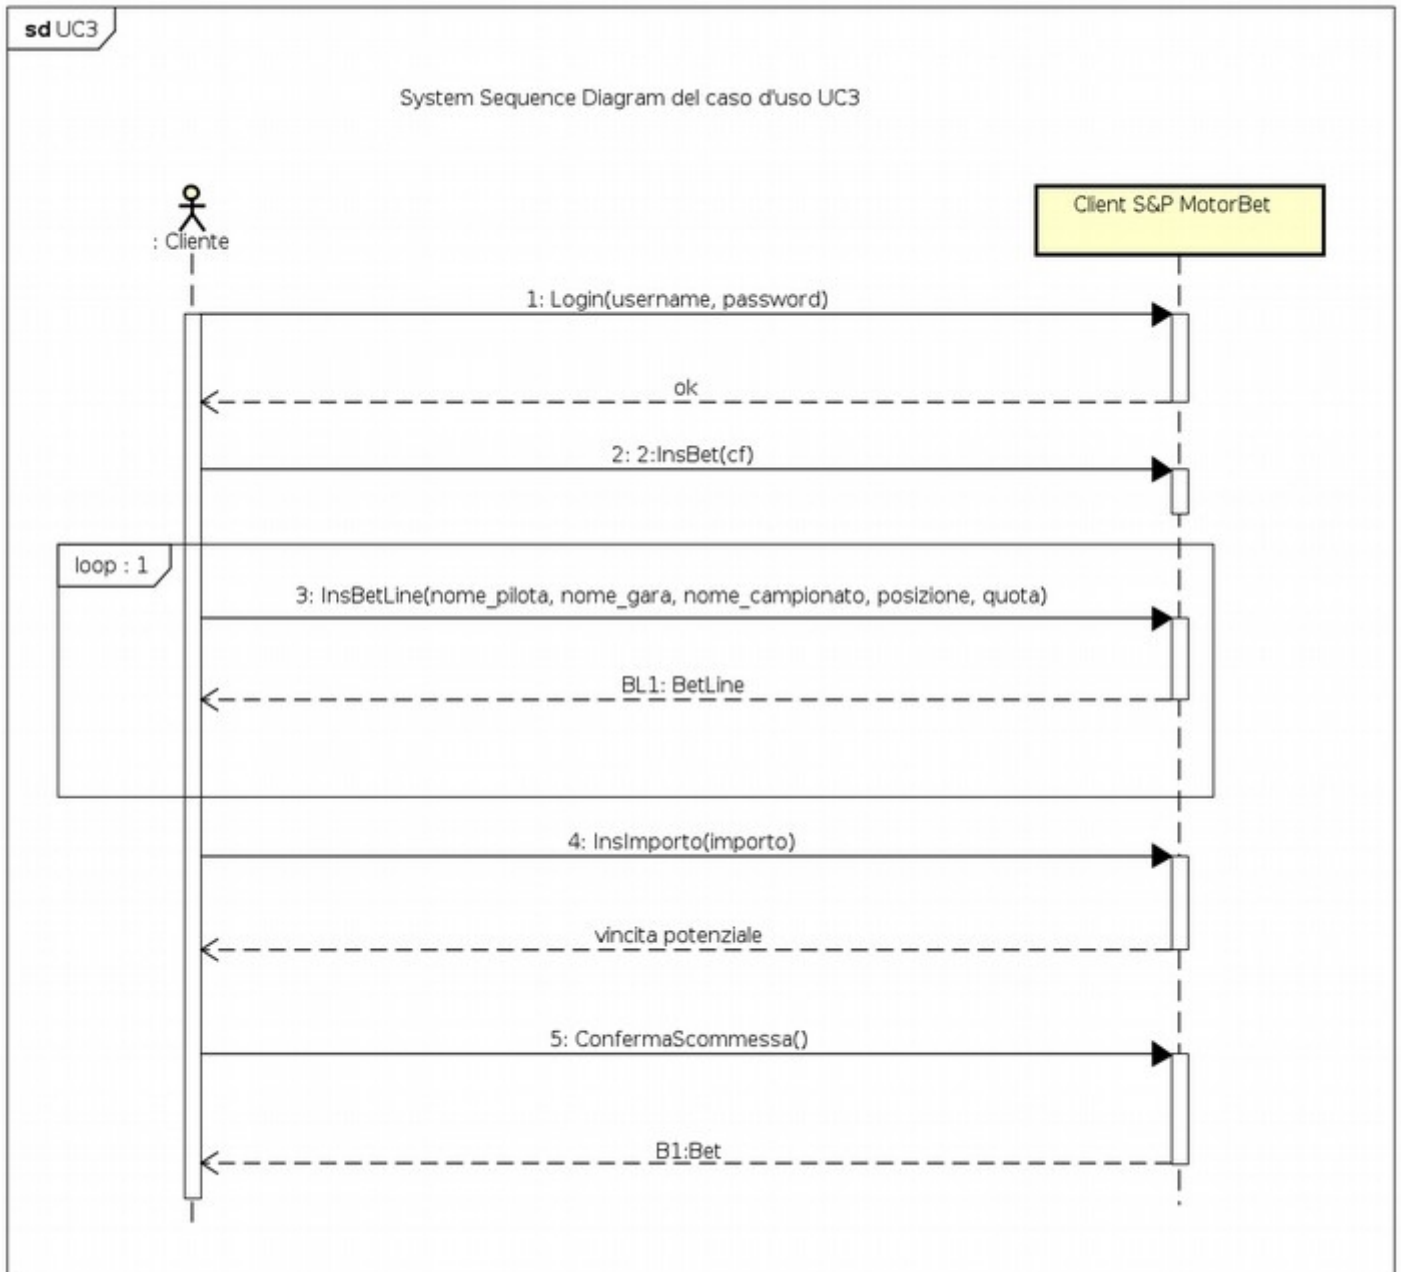 sd UC3
System Sequence Diagram del caso d'uso UC3
: Cliente
Client S&P MotorBet
1: Login(username, password)
ok
2: 2:InsBet(cf)
loop : 1
3: InsBetLine(nome_pilota, nome_gara, nome_campionato, posizione, quota)
BL1: BetLine
4: InsImporto(importo)
vincita potenziale
5: ConfermaScommessa()
B1:Bet